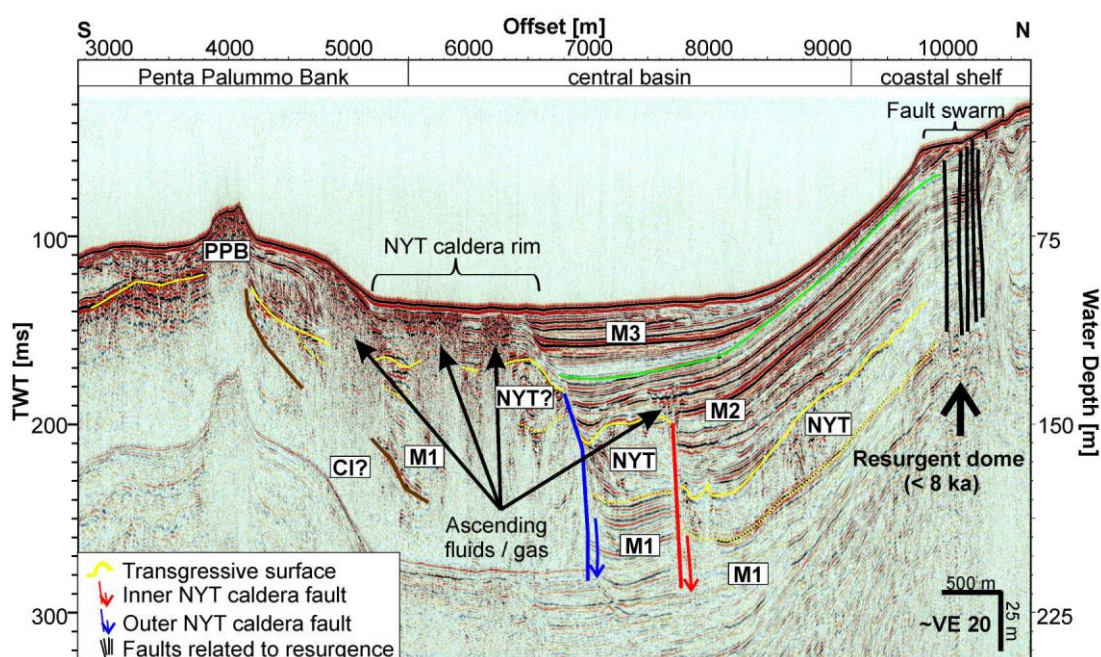 S Offset [m] N
3000 4000 5000 6000 7000 8000 9000 10000
Penta Palummo Bank central basin coastal shelf
Fault swarm
NYT caldera rim
PPB
100 75
M3
TWT [ms] Water Depth [m]
NYT? M2
200 150
NYT NYT
CI? M1
Resurgent dome
(< 8 ka)
Ascending
fluids / gas
M1 M1
500 m
25 m
~VE 20
300 225
Transgressive surface
Inner NYT caldera fault
Outer NYT caldera fault
Faults related to resurgence